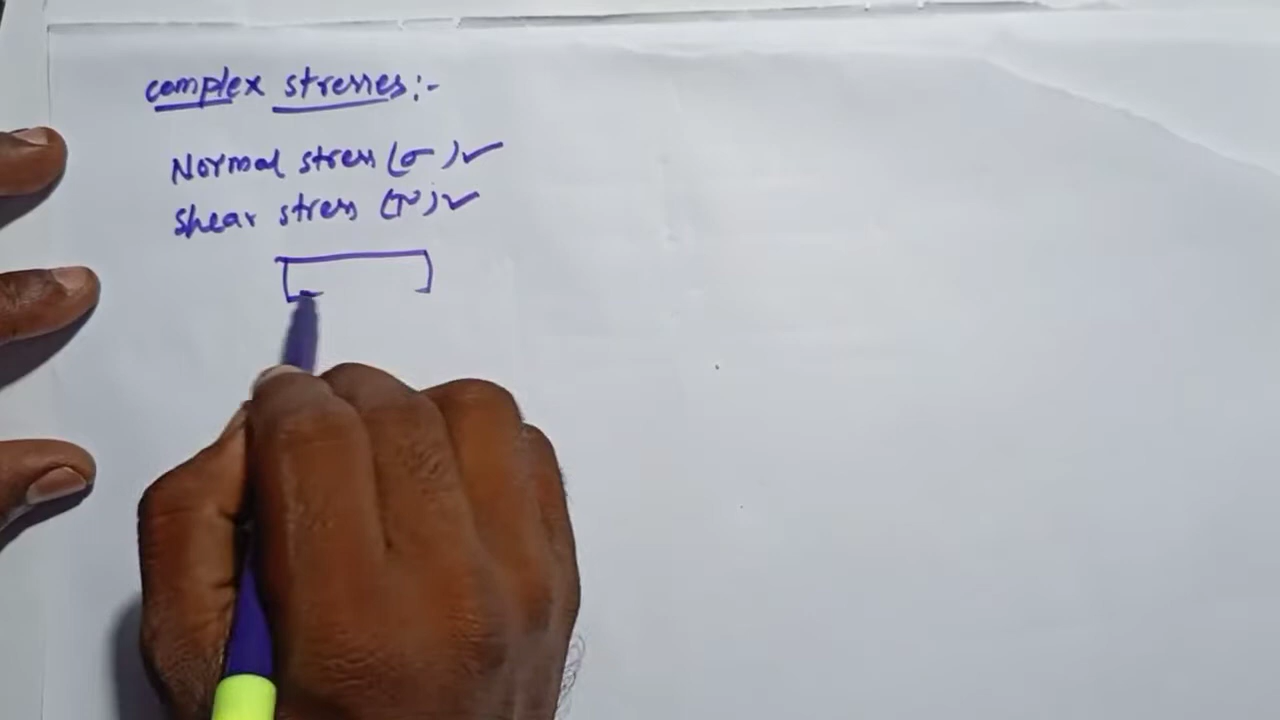 complex stresses:-
Normal stress (σ) ✓
Shear stress (τ) ✓